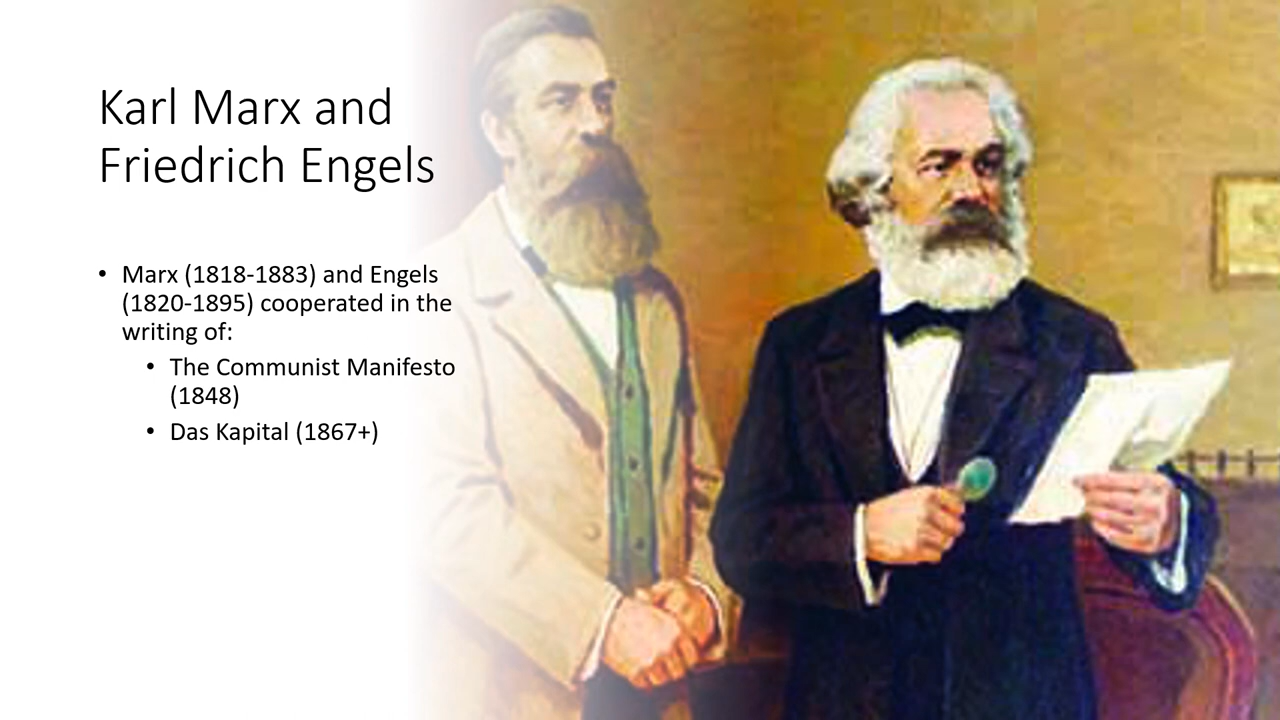 Karl Marx and
Friedrich Engels
• Marx (1818-1883) and Engels
(1820-1895) cooperated in the
writing of:
• The Communist Manifesto
(1848)
• Das Kapital (1867+)